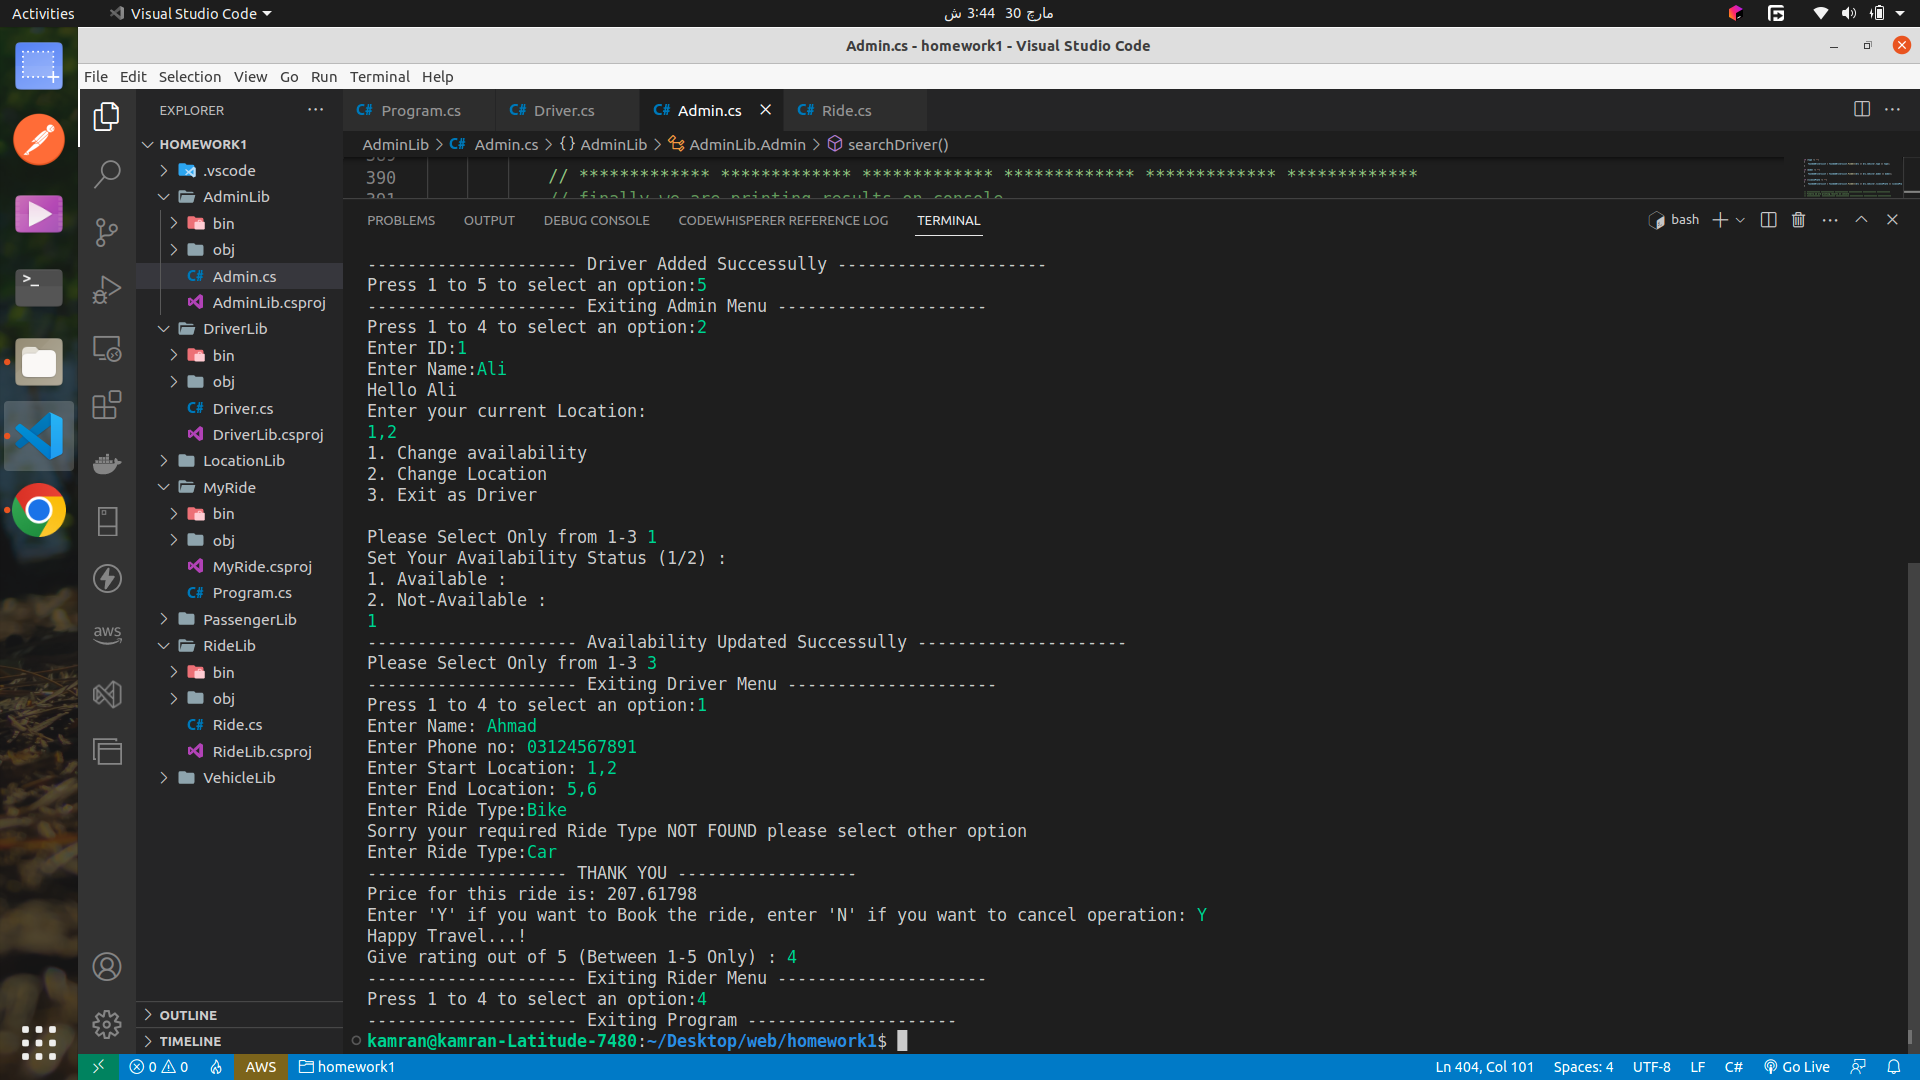 Activities
Visual Studio Code
مارچ 30  3:44 ش
Admin.cs - homework1 - Visual Studio Code
File Edit Selection View Go Run Terminal Help
EXPLORER
HOMEWORK1
.vscode
AdminLib
bin
obj
Admin.cs
AdminLib.csproj
DriverLib
bin
obj
Driver.cs
DriverLib.csproj
LocationLib
MyRide
bin
obj
MyRide.csproj
Program.cs
PassengerLib
RideLib
bin
obj
Ride.cs
RideLib.csproj
VehicleLib
OUTLINE
TIMELINE
aws
Program.cs Driver.cs Admin.cs Ride.cs
AdminLib > Admin.cs > {} AdminLib > AdminLib.Admin > searchDriver()
390 // ************* ************* ************* ************* ************* *************
391 // finally we are printing results on console
PROBLEMS OUTPUT DEBUG CONSOLE CODEWHISPERER REFERENCE LOG TERMINAL
bash
--------------------- Driver Added Successully ---------------------
Press 1 to 5 to select an option:5
--------------------- Exiting Admin Menu ---------------------
Press 1 to 4 to select an option:2
Enter ID:1
Enter Name:Ali
Hello Ali
Enter your current Location:
1,2
1. Change availability
2. Change Location
3. Exit as Driver
Please Select Only from 1-3 1
Set Your Availability Status (1/2) :
1. Available :
2. Not-Available :
1
--------------------- Availability Updated Successully ---------------------
Please Select Only from 1-3 3
--------------------- Exiting Driver Menu ---------------------
Press 1 to 4 to select an option:1
Enter Name: Ahmad
Enter Phone no: 03124567891
Enter Start Location: 1,2
Enter End Location: 5,6
Enter Ride Type:Bike
Sorry your required Ride Type NOT FOUND please select other option
Enter Ride Type:Car
-------------------- THANK YOU ------------------
Price for this ride is: 207.61798
Enter 'Y' if you want to Book the ride, enter 'N' if you want to cancel operation: Y
Happy Travel...!
Give rating out of 5 (Between 1-5 Only) : 4
--------------------- Exiting Rider Menu ---------------------
Press 1 to 4 to select an option:4
--------------------- Exiting Program ---------------------
kamran@kamran-Latitude-7480:~/Desktop/web/homework1$
0 0 AWS homework1 Ln 404, Col 101 Spaces: 4 UTF-8 LF C# Go Live